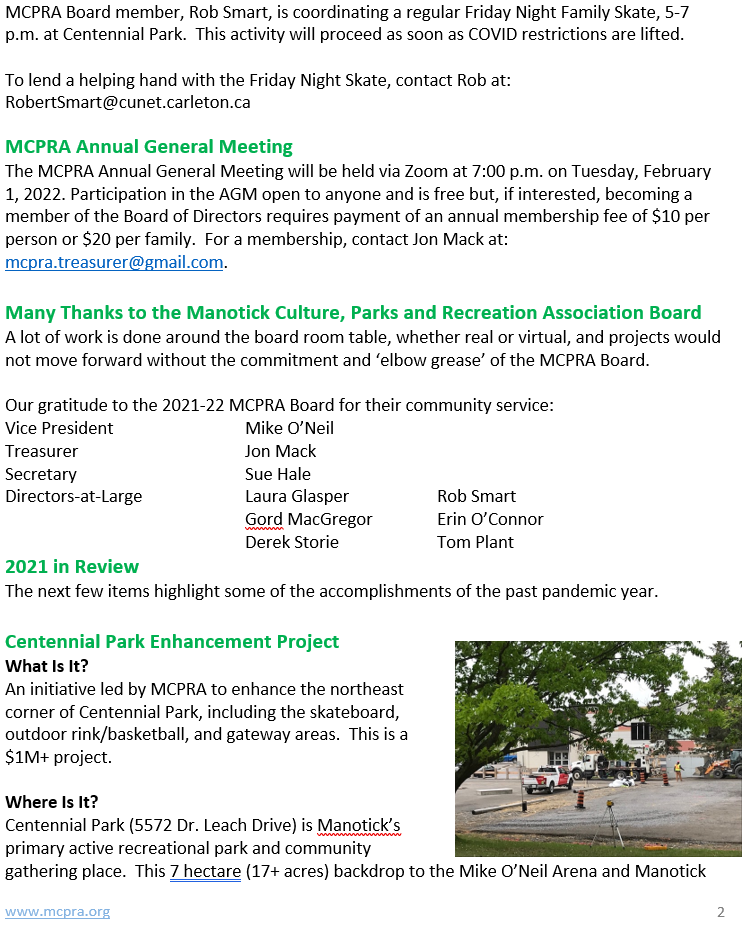 MCPRA Board member, Rob Smart, is coordinating a regular Friday Night Family Skate, 5-7
p.m. at Centennial Park.  This activity will proceed as soon as COVID restrictions are lifted.
To lend a helping hand with the Friday Night Skate, contact Rob at:
RobertSmart@cunet.carleton.ca
MCPRA Annual General Meeting
The MCPRA Annual General Meeting will be held via Zoom at 7:00 p.m. on Tuesday, February
1, 2022. Participation in the AGM open to anyone and is free but, if interested, becoming a
member of the Board of Directors requires payment of an annual membership fee of $10 per
person or $20 per family.  For a membership, contact Jon Mack at:
mcpra.treasurer@gmail.com.
Many Thanks to the Manotick Culture, Parks and Recreation Association Board
A lot of work is done around the board room table, whether real or virtual, and projects would
not move forward without the commitment and ‘elbow grease’ of the MCPRA Board.
Our gratitude to the 2021-22 MCPRA Board for their community service:
Vice President Mike O’Neil
Treasurer Jon Mack
Secretary Sue Hale
Directors-at-Large Laura Glasper Rob Smart
Gord MacGregor Erin O’Connor
Derek Storie Tom Plant
2021 in Review
The next few items highlight some of the accomplishments of the past pandemic year.
Centennial Park Enhancement Project
What Is It?
An initiative led by MCPRA to enhance the northeast
corner of Centennial Park, including the skateboard,
outdoor rink/basketball, and gateway areas.  This is a
$1M+ project.
Where Is It?
Centennial Park (5572 Dr. Leach Drive) is Manotick’s
primary active recreational park and community
gathering place.  This 7 hectare (17+ acres) backdrop to the Mike O’Neil Arena and Manotick
www.mcpra.org 2